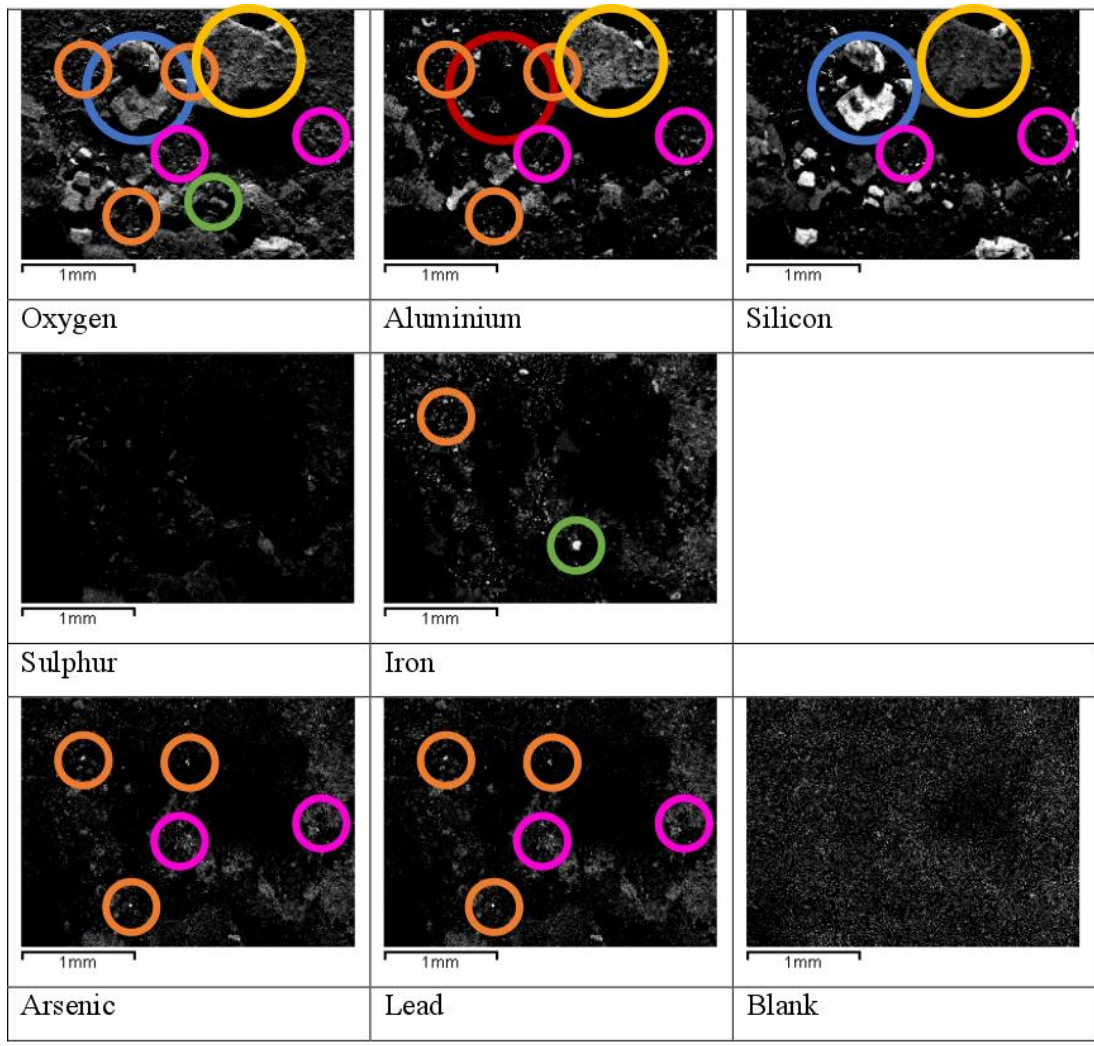 1mm
1mm
1mm
Oxygen
Aluminium
Silicon
1mm
1mm
Sulphur
Iron
1mm
1mm
1mm
Arsenic
Lead
Blank